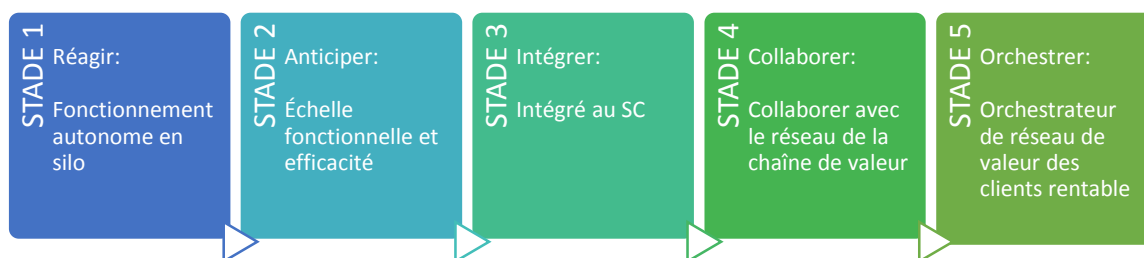 STADE 1
Réagir:
Fonctionnement
autonome en
silo
STADE 2
Anticiper:
Échelle
fonctionnelle et
efficacité
STADE 3
Intégrer:
Intégré au SC
STADE 4
Collaborer:
Collaborer avec
le réseau de la
chaîne de valeur
STADE 5
Orchestrer:
Orchestrateur
de réseau de
valeur des
clients rentable